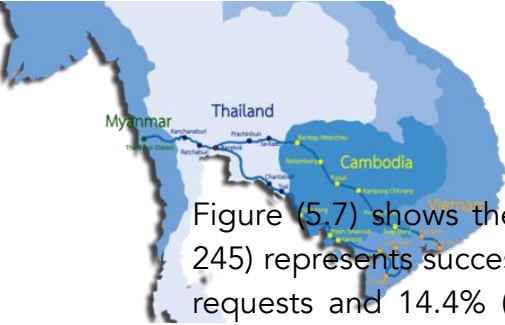 Thailand
Myanmar
Kanchanaburi
Prachinburi
Sa Kaeo
Banteay Meanchey
Ratchaburi
Bangkok
Battambang
Cambodia
Chantaburi
Trat
Pursat
Kampong Chhnang
Vietnam
Figure (5.7) shows the
245) represents succes
Kampot
requests and 14.4% (